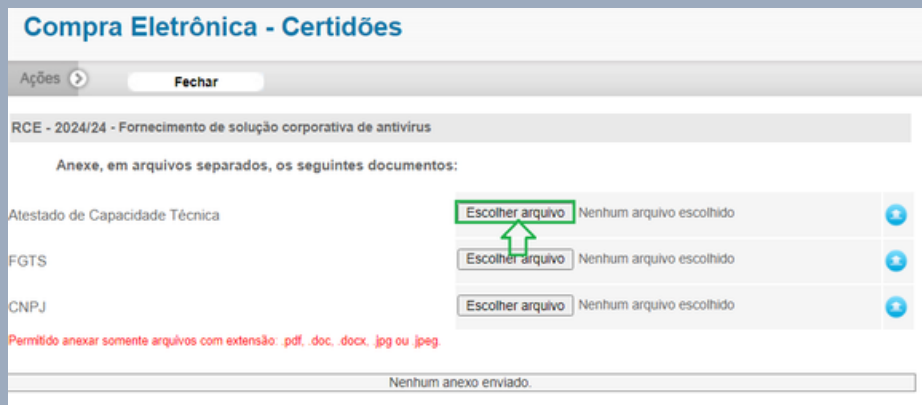 Compra Eletrônica - Certidões
Ações Fechar
RCE - 2024/24 - Fornecimento de solução corporativa de antivírus
Anexe, em arquivos separados, os seguintes documentos:
Atestado de Capacidade Técnica Escolher arquivo Nenhum arquivo escolhido
FGTS Escolher arquivo Nenhum arquivo escolhido
CNPJ Escolher arquivo Nenhum arquivo escolhido
Permitido anexar somente arquivos com extensão: .pdf, .doc, .docx, .jpg ou .jpeg.
Nenhum anexo enviado.